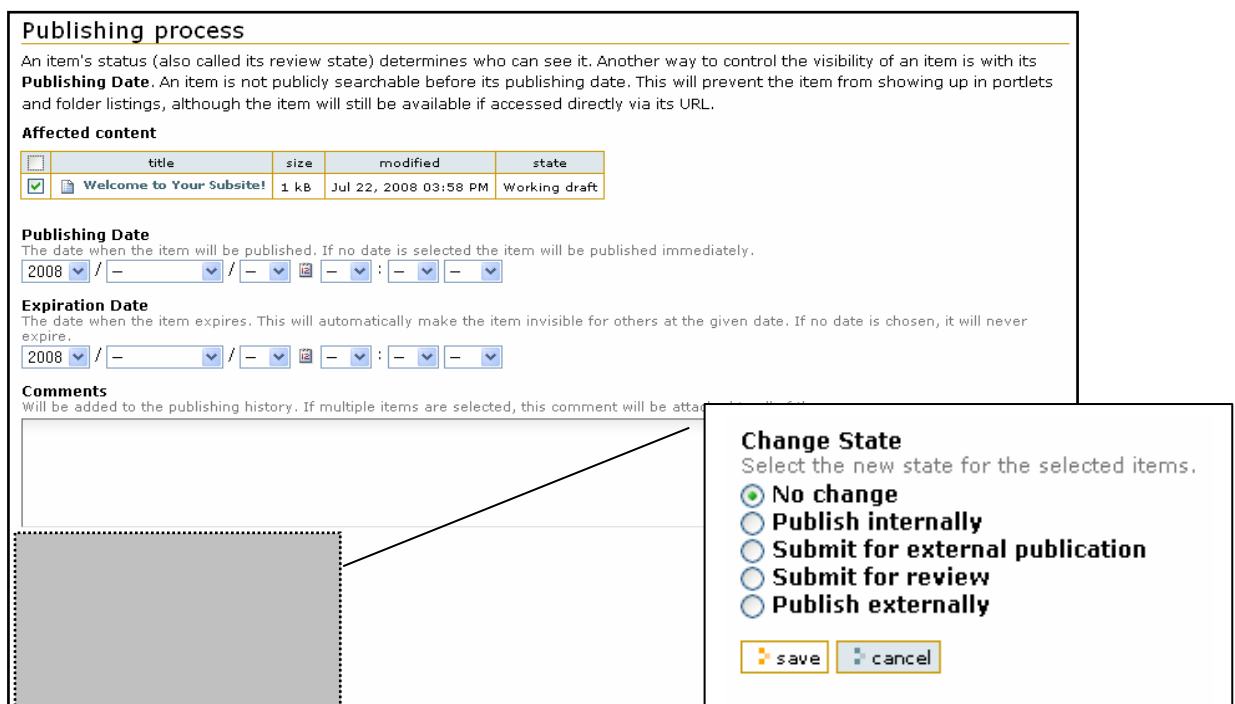 Publishing process
An item's status (also called its review state) determines who can see it. Another way to control the visibility of an item is with its
Publishing Date. An item is not publicly searchable before its publishing date. This will prevent the item from showing up in portlets
and folder listings, although the item will still be available if accessed directly via its URL.
Affected content
title size modified state
Welcome to Your Subsite! 1 kB Jul 22, 2008 03:58 PM Working draft
Publishing Date
The date when the item will be published. If no date is selected the item will be published immediately.
2008 / – / – – : – –
Expiration Date
The date when the item expires. This will automatically make the item invisible for others at the given date. If no date is chosen, it will never
expire.
2008 / – / – – : – –
Comments
Will be added to the publishing history. If multiple items are selected, this comment will be
Change State
Select the new state for the selected items.
No change
Publish internally
Submit for external publication
Submit for review
Publish externally
save cancel